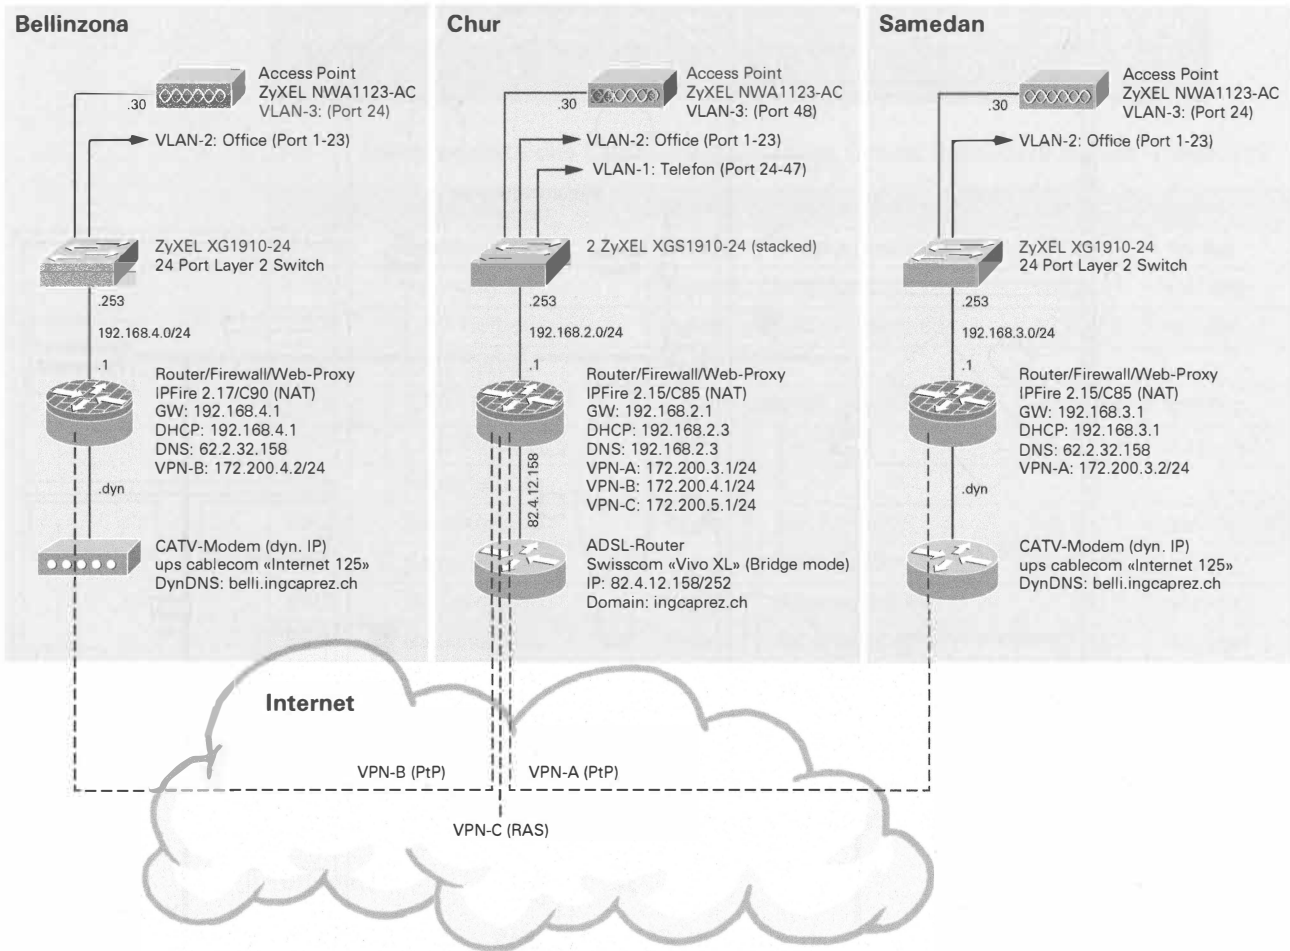 Bellinzona
Access Point
ZyXEL NWA1123-AC
VLAN-3: (Port 24)
.30
VLAN-2: Office (Port 1-23)
ZyXEL XG1910-24
24 Port Layer 2 Switch
.253
192.168.4.0/24
.1
Router/Firewall/Web-Proxy
IPFire 2.17/C90 (NAT)
GW: 192.168.4.1
DHCP: 192.168.4.1
DNS: 62.2.32.158
VPN-B: 172.200.4.2/24
.dyn
CATV-Modem (dyn. IP)
ups cablecom «Internet 125»
DynDNS: belli.ingcaprez.ch
Chur
Access Point
ZyXEL NWA1123-AC
VLAN-3: (Port 48)
.30
VLAN-2: Office (Port 1-23)
VLAN-1: Telefon (Port 24-47)
2 ZyXEL XGS1910-24 (stacked)
.253
192.168.2.0/24
.1
Router/Firewall/Web-Proxy
IPFire 2.15/C85 (NAT)
GW: 192.168.2.1
DHCP: 192.168.2.3
DNS: 192.168.2.3
VPN-A: 172.200.3.1/24
VPN-B: 172.200.4.1/24
VPN-C: 172.200.5.1/24
82.4.12.158
ADSL-Router
Swisscom «Vivo XL» (Bridge mode)
IP: 82.4.12.158/252
Domain: ingcaprez.ch
Samedan
Access Point
ZyXEL NWA1123-AC
VLAN-3: (Port 24)
.30
VLAN-2: Office (Port 1-23)
ZyXEL XG1910-24
24 Port Layer 2 Switch
.253
192.168.3.0/24
.1
Router/Firewall/Web-Proxy
IPFire 2.15/C85 (NAT)
GW: 192.168.3.1
DHCP: 192.168.3.1
DNS: 62.2.32.158
VPN-A: 172.200.3.2/24
.dyn
CATV-Modem (dyn. IP)
ups cablecom «Internet 125»
DynDNS: belli.ingcaprez.ch
Internet
VPN-B (PtP)
VPN-A (PtP)
VPN-C (RAS)